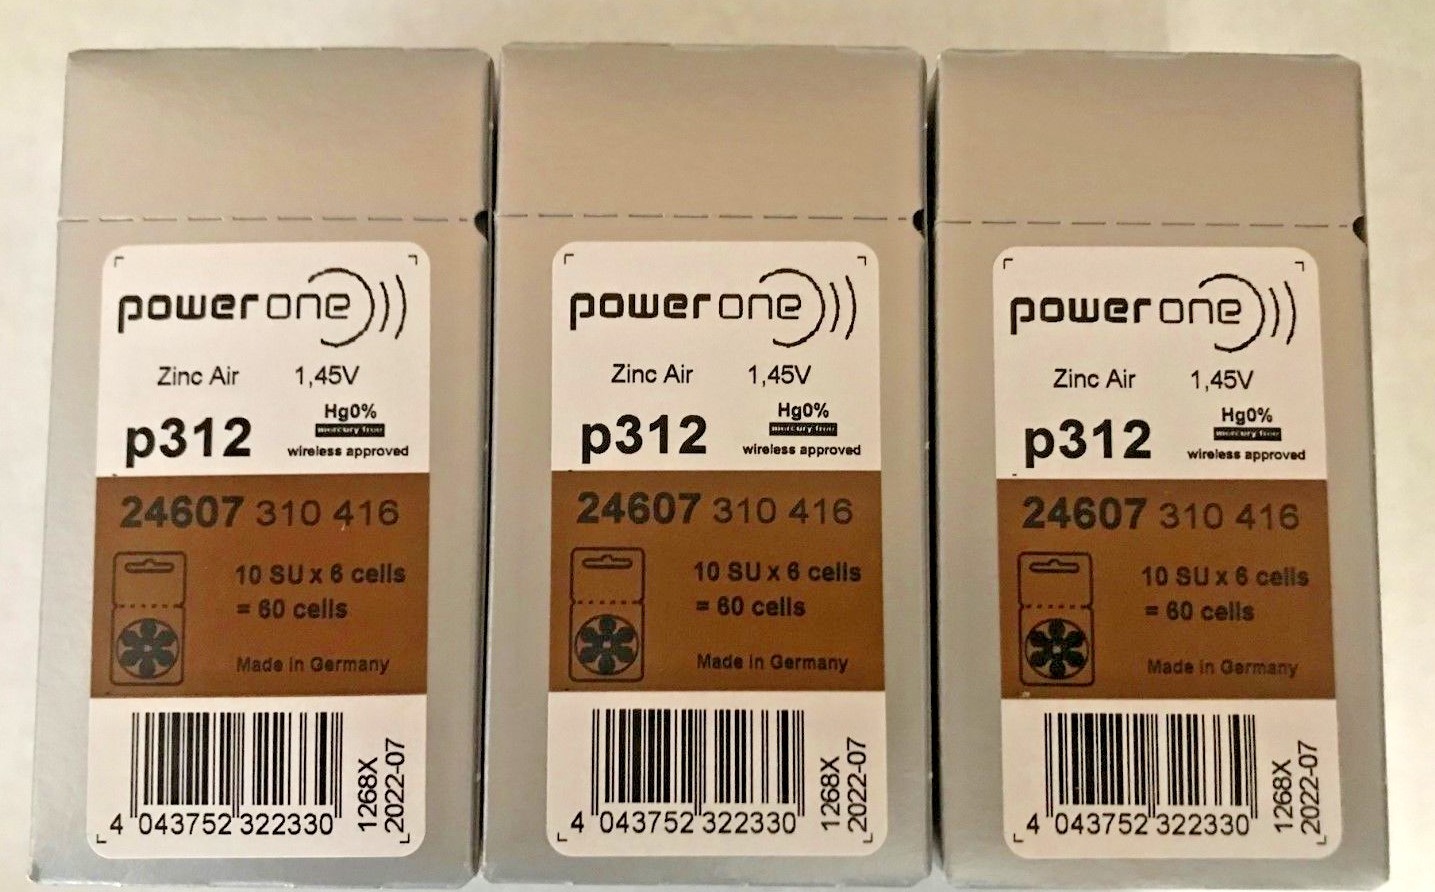 power one
Zinc Air 1,45V
Hg0%
mercury free
p312
wireless approved
24607 310 416
10 SU x 6 cells
= 60 cells
Made in Germany
4 043752 322330
1268X
2022-07
power one
Zinc Air 1,45V
Hg0%
mercury free
p312
wireless approved
24607 310 416
10 SU x 6 cells
= 60 cells
Made in Germany
4 043752 322330
1268X
2022-07
power one
Zinc Air 1,45V
Hg0%
mercury free
p312
wireless approved
24607 310 416
10 SU x 6 cells
= 60 cells
Made in Germany
4 043752 322330
1268X
2022-07